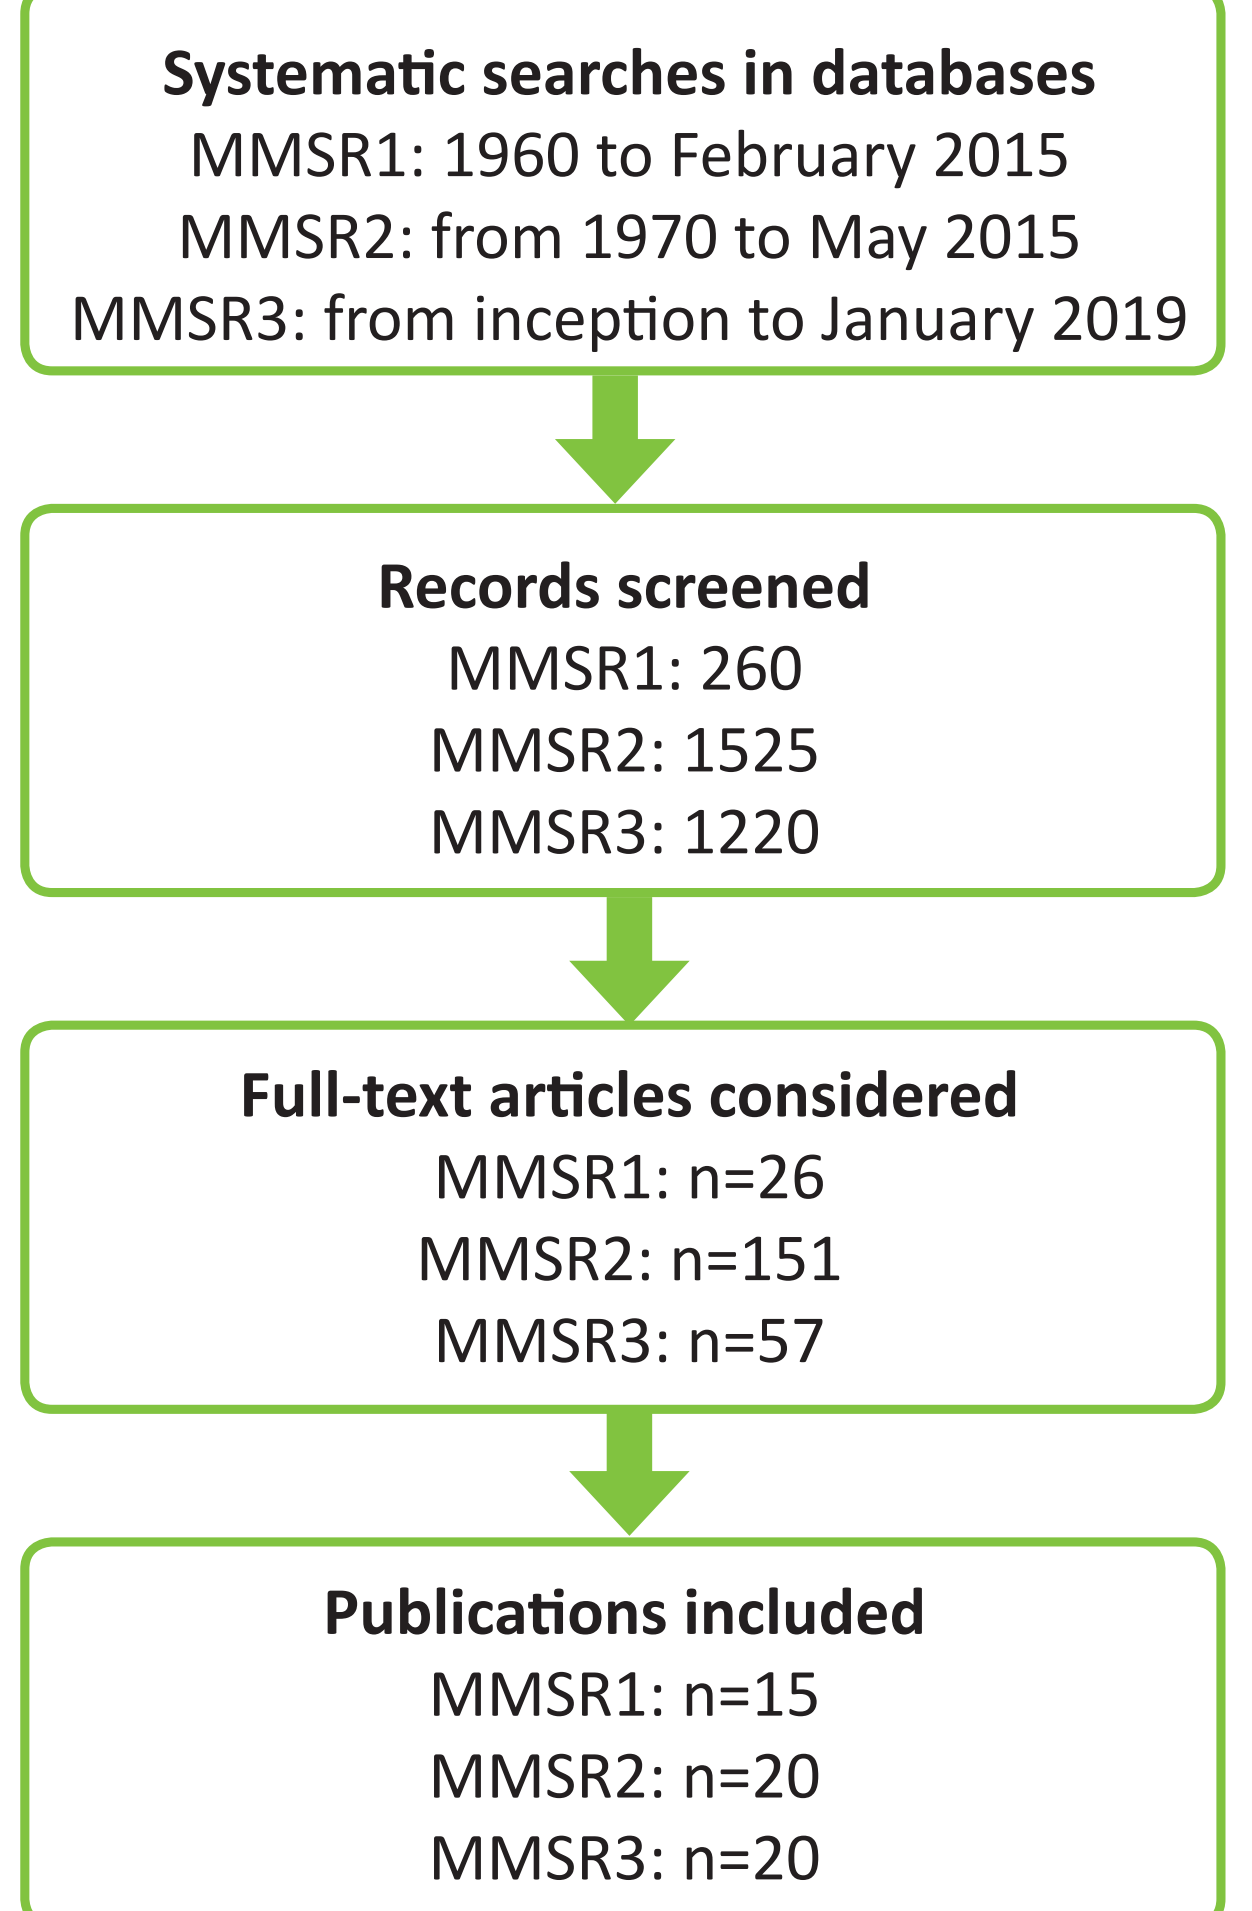 Systematic searches in databases
MMSR1: 1960 to February 2015
MMSR2: from 1970 to May 2015
MMSR3: from inception to January 2019
Records screened
MMSR1: 260
MMSR2: 1525
MMSR3: 1220
Full-text articles considered
MMSR1: n=26
MMSR2: n=151
MMSR3: n=57
Publications included
MMSR1: n=15
MMSR2: n=20
MMSR3: n=20